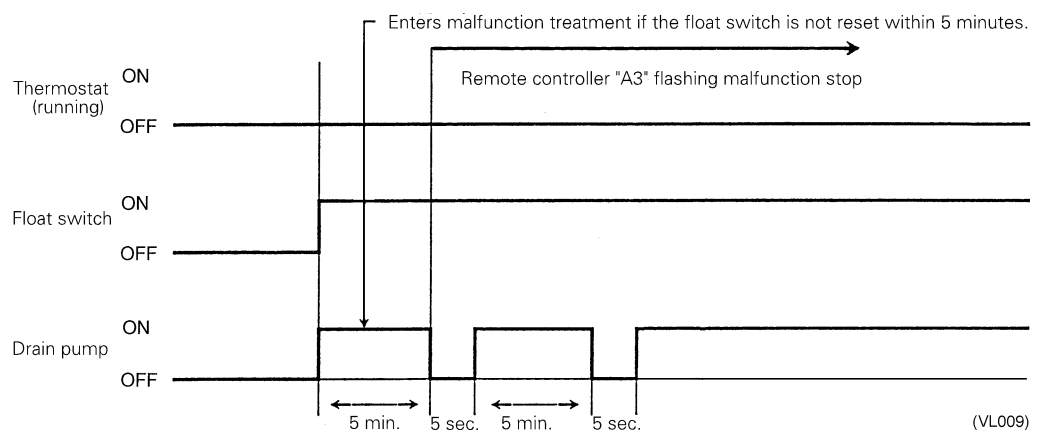 Enters malfunction treatment if the float switch is not reset within 5 minutes.
Remote controller "A3" flashing malfunction stop
Thermostat
(running)
ON
OFF
Float switch
ON
OFF
Drain pump
ON
OFF
5 min.
5 sec.
5 min.
5 sec.
(VL009)